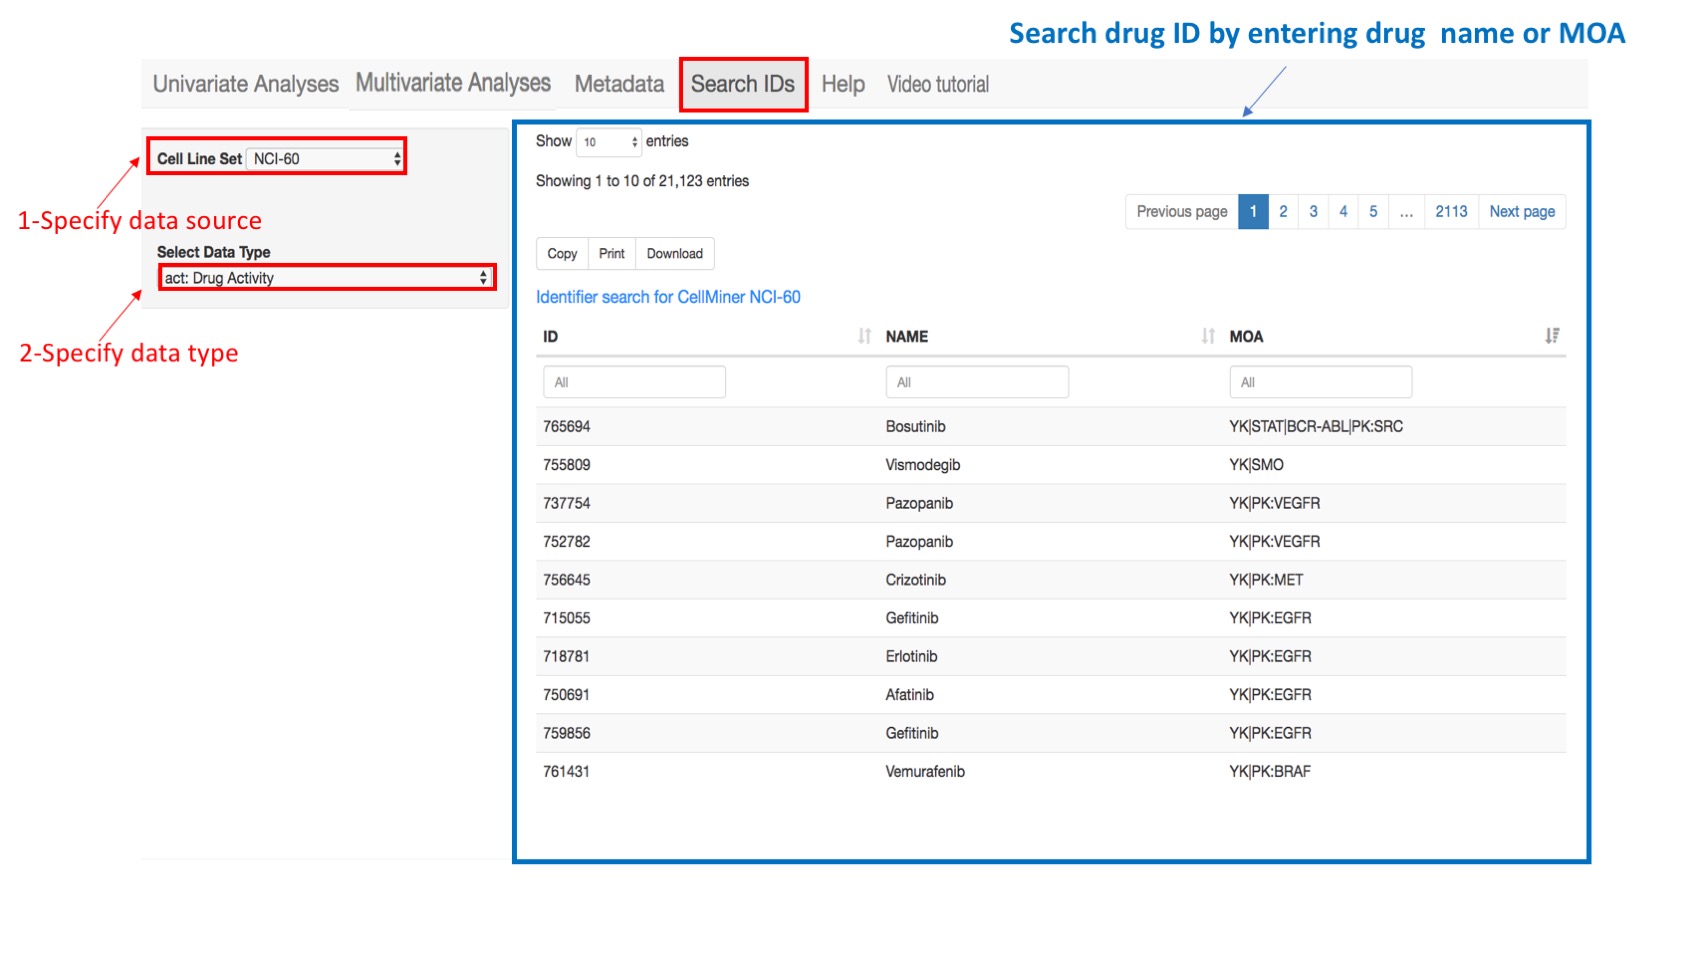 Search drug ID by entering drug name or MOA
Univariate Analyses Multivariate Analyses Metadata Search IDs Help Video tutorial
Cell Line Set NCI-60
1-Specify data source
Select Data Type
act: Drug Activity
2-Specify data type
Show 10 entries
Showing 1 to 10 of 21,123 entries
Previous page 1 2 3 4 5 ... 2113 Next page
Copy Print Download
Identifier search for CellMiner NCI-60
ID NAME MOA
All All All
765694 Bosutinib YK|STAT|BCR-ABL|PK:SRC
755809 Vismodegib YK|SMO
737754 Pazopanib YK|PK:VEGFR
752782 Pazopanib YK|PK:VEGFR
756645 Crizotinib YK|PK:MET
715055 Gefitinib YK|PK:EGFR
718781 Erlotinib YK|PK:EGFR
750691 Afatinib YK|PK:EGFR
759856 Gefitinib YK|PK:EGFR
761431 Vemurafenib YK|PK:BRAF